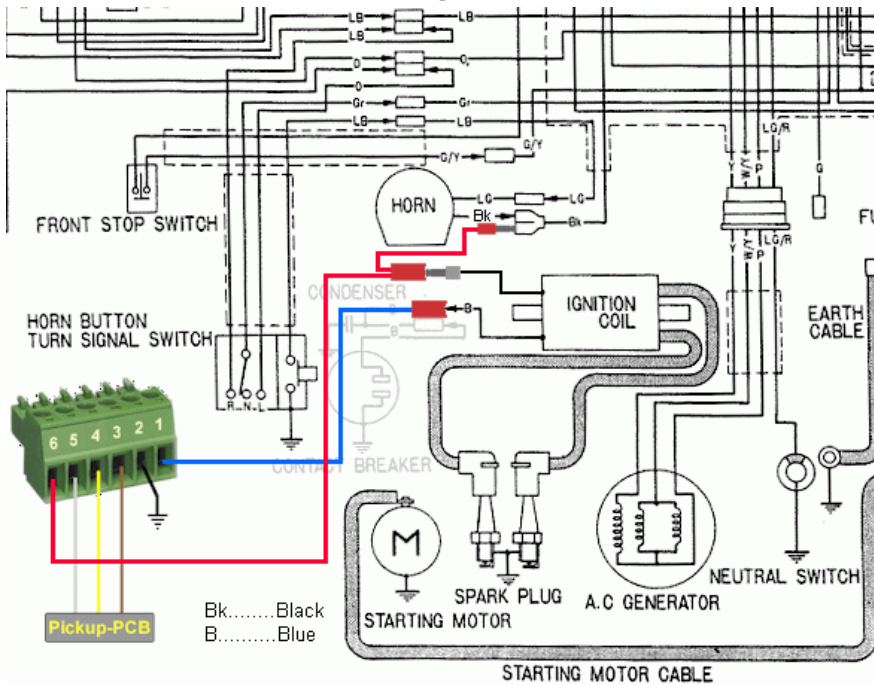 LB
LB
LB
LB
O
O
O
Gr
Gr
LB
LB
G/Y
G/Y
Y
W/Y
P
LG/R
G
FRONT STOP SWITCH
HORN
LG
LG
Bk
Bk
Y
W/Y
P
LG/R
CONDENSER
IGNITION
COIL
B
B
B
EARTH
CABLE
HORN BUTTON
TURN SIGNAL SWITCH
R
N
L
6 5 4 3 2 1
CONTACT BREAKER
M
NEUTRAL SWITCH
SPARK PLUG
A.C GENERATOR
STARTING MOTOR
Pickup-PCB
Bk.......Black
B..........Blue
STARTING MOTOR CABLE